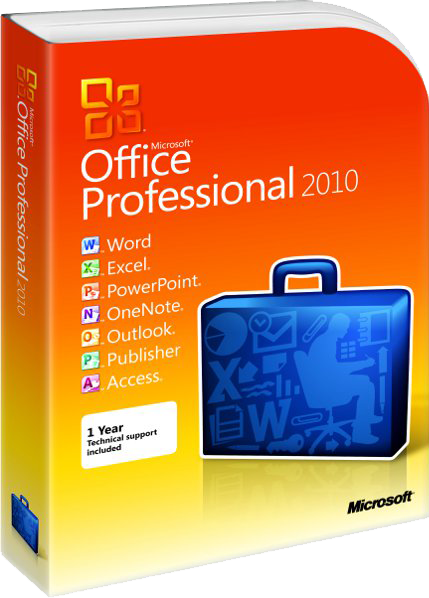 Microsoft®
Office
Professional 2010
Microsoft®
Office
Professional 2010
W Word
X Excel®
P PowerPoint®
N OneNote®
O Outlook®
P Publisher
A Access®
1 Year
Technical support
included
X
W
Microsoft®